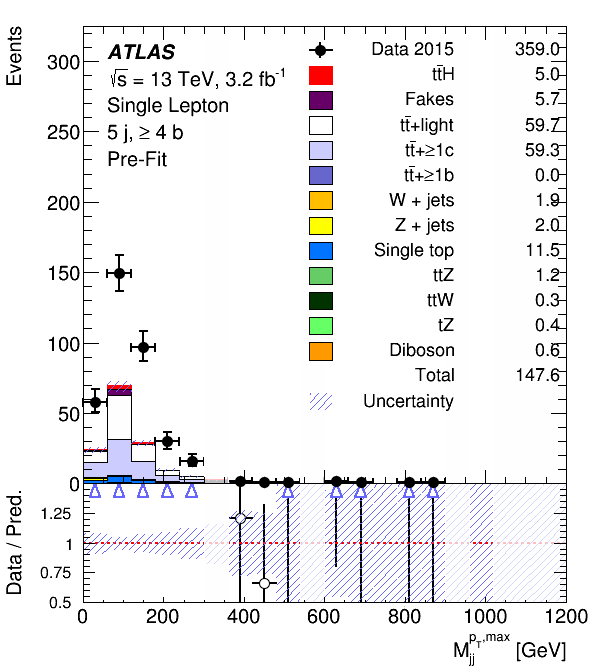 Events
300
250
200
150
100
50
0
ATLAS
√s = 13 TeV, 3.2 fb-1
Single Lepton
5 j, ≥ 4 b
Pre-Fit
Data 2015 359.0
tt̄H 5.0
Fakes 5.7
tt̄+light 59.7
tt̄+≥1c 59.3
tt̄+≥1b 0.0
W + jets 1.9
Z + jets 2.0
Single top 11.5
ttZ 1.2
ttW 0.3
tZ 0.4
Diboson 0.6
Total 147.6
Uncertainty
Data / Pred.
1.25
1
0.75
0.5
0 200 400 600 800 1000 1200
M_jj^p_T,max [GeV]